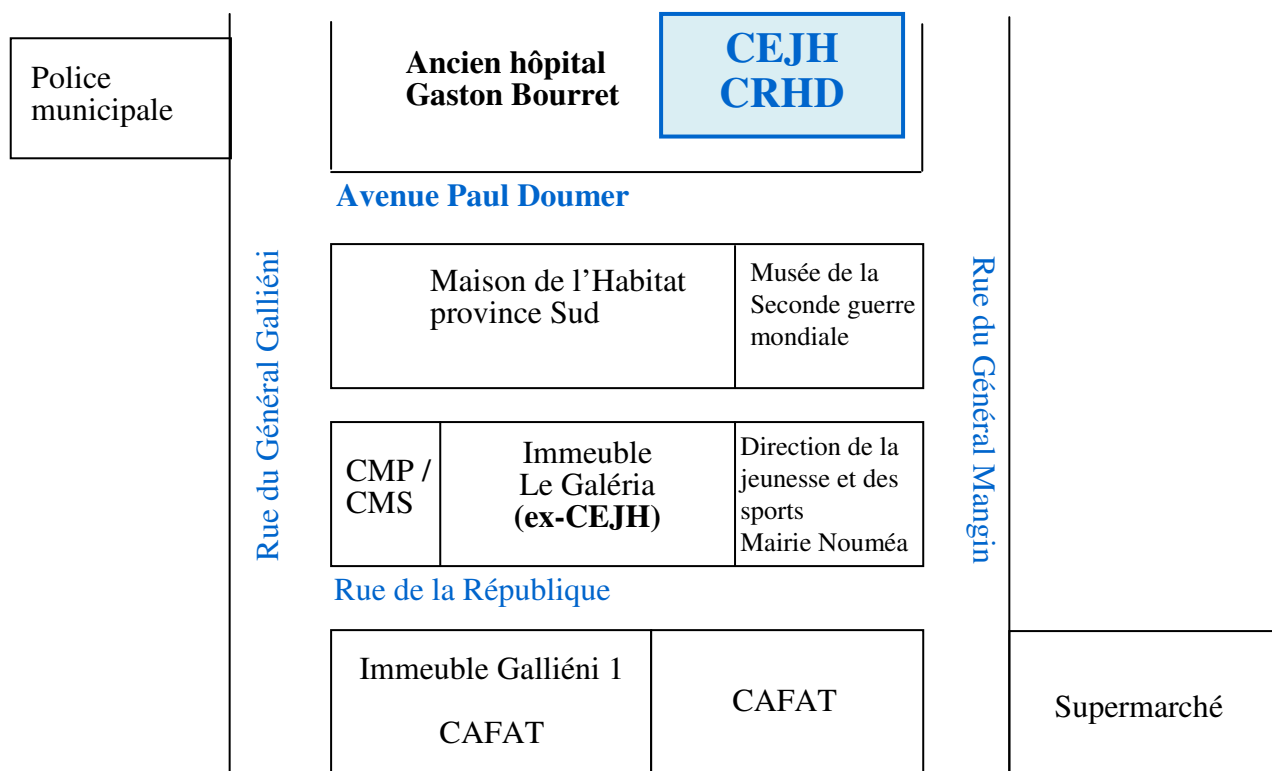 Police
municipale
Ancien hôpital
Gaston Bourret
CEJH
CRHD
Avenue Paul Doumer
Rue du Général Galliéni
Maison de l’Habitat
province Sud
Musée de la
Seconde guerre
mondiale
Rue du Général Mangin
CMP /
CMS
Immeuble
Le Galéria
(ex-CEJH)
Direction de la
jeunesse et des
sports
Mairie Nouméa
Rue de la République
Immeuble Galliéni 1
CAFAT
CAFAT
Supermarché